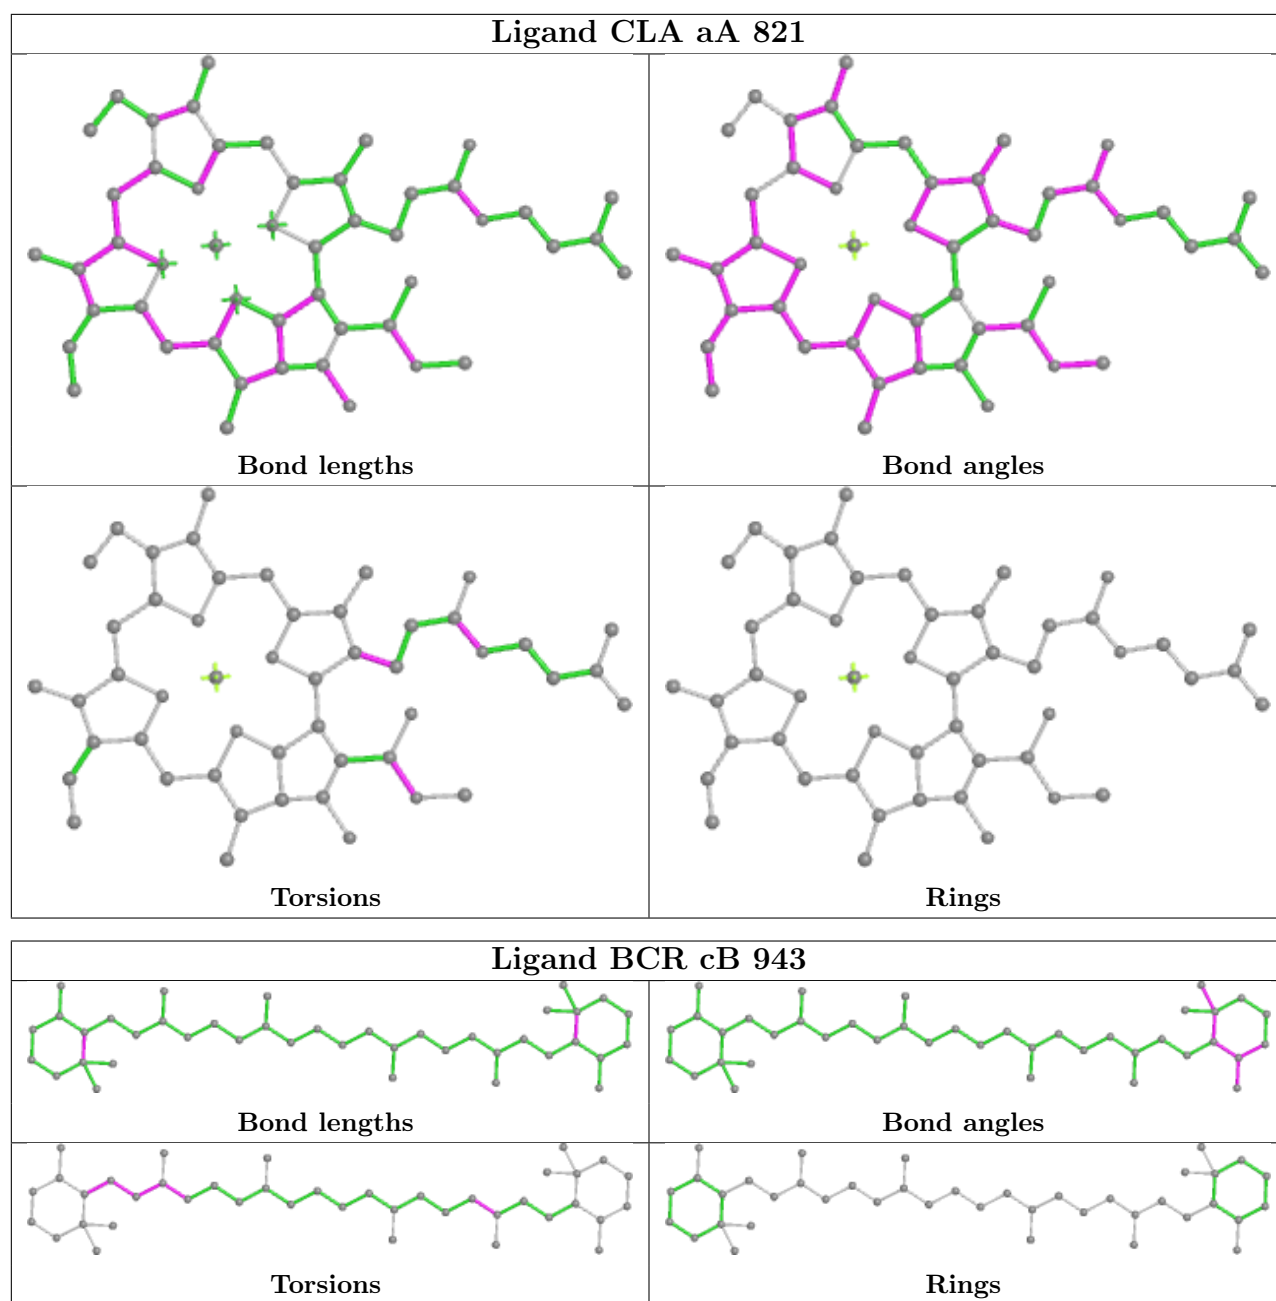 Ligand CLA aA 821
Bond lengths
Bond angles
Torsions
Rings
Ligand BCR cB 943
Bond lengths
Bond angles
Torsions
Rings